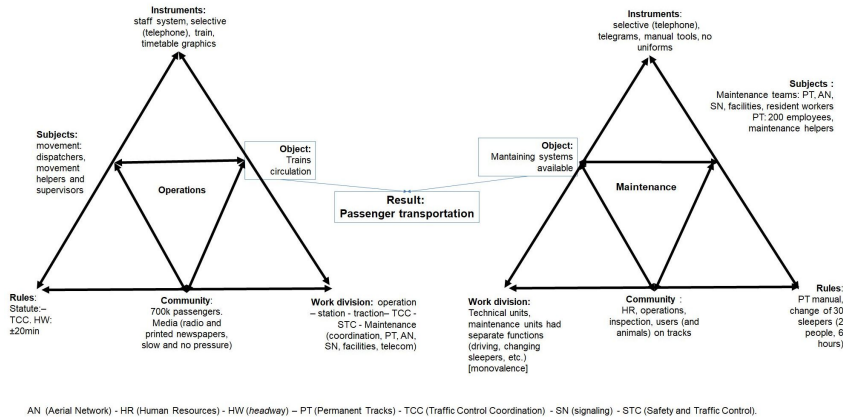 Instruments:
staff system, selective
(telephone), train,
timetable graphics
Subjects:
movement:
dispatchers,
movement
helpers and
supervisors
Object:
Trains
circulation
Operations
Rules:
Statute:–
TCC. HW:
±20min
Community:
700k passengers.
Media (radio and
printed newspapers,
slow and no pressure)
Work division: operation
– station - traction– TCC -
STC - Maintenance
(coordination, PT, AN,
SN, facilities, telecom)
Result:
Passenger transportation
Instruments:
selective (telephone),
telegrams, manual tools, no
uniforms
Subjects :
Maintenance teams: PT, AN,
SN, facilities, resident workers
PT: 200 employees,
maintenance helpers
Object:
Mantaining systems
available
Maintenance
Work division:
Technical units,
maintenance units had
separate functions
(driving, changing
sleepers, etc.)
[monovalence]
Community :
HR, operations,
inspection, users (and
animals) on tracks
Rules:
PT manual,
change of 30
sleepers (2
people, 6
hours)
AN (Aerial Network) - HR (Human Resources) - HW (headway) – PT (Permanent Tracks) - TCC (Traffic Control Coordination) - SN (signaling) - STC (Safety and Traffic Control).